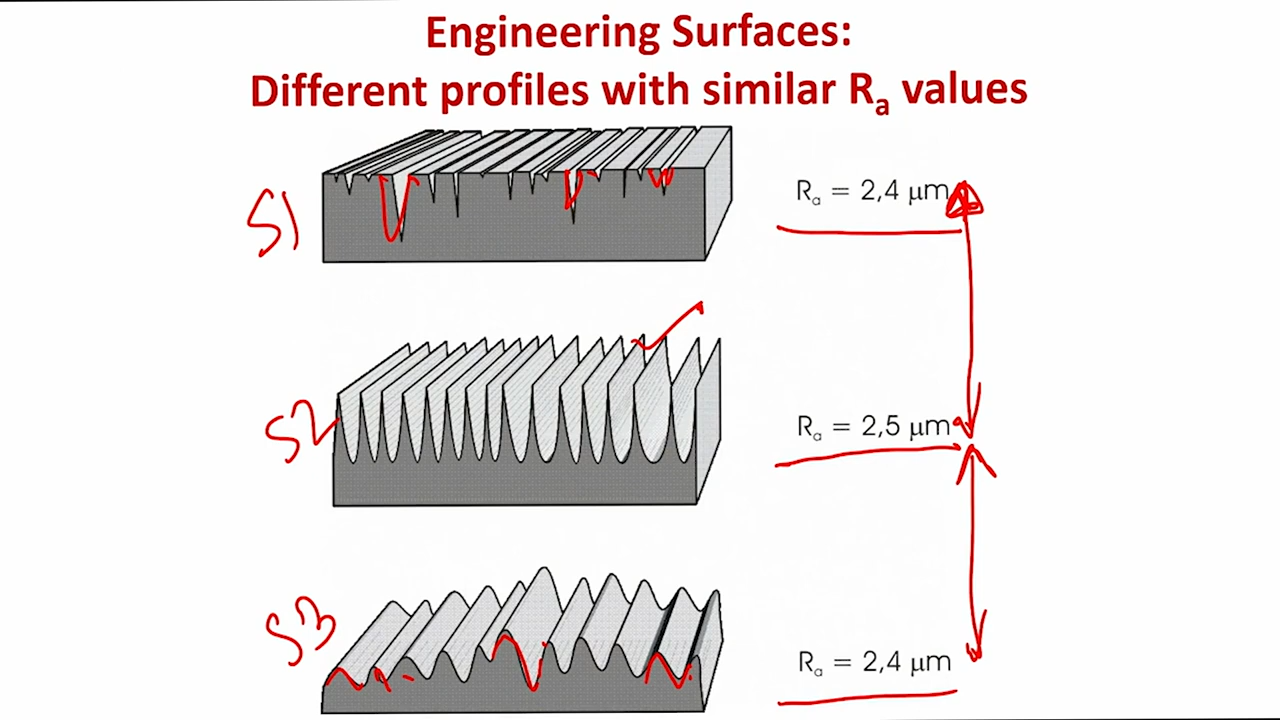 Engineering Surfaces:
Different profiles with similar Ra values
S1
Ra = 2,4 μm
S2
Ra = 2,5 μm
S3
Ra = 2,4 μm